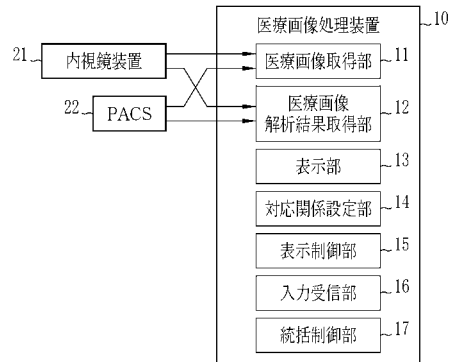 医療画像処理装置
10
21
内視鏡装置
22
PACS
医療画像取得部
11
医療画像
解析結果取得部
12
表示部
13
対応関係設定部
14
表示制御部
15
入力受信部
16
統括制御部
17